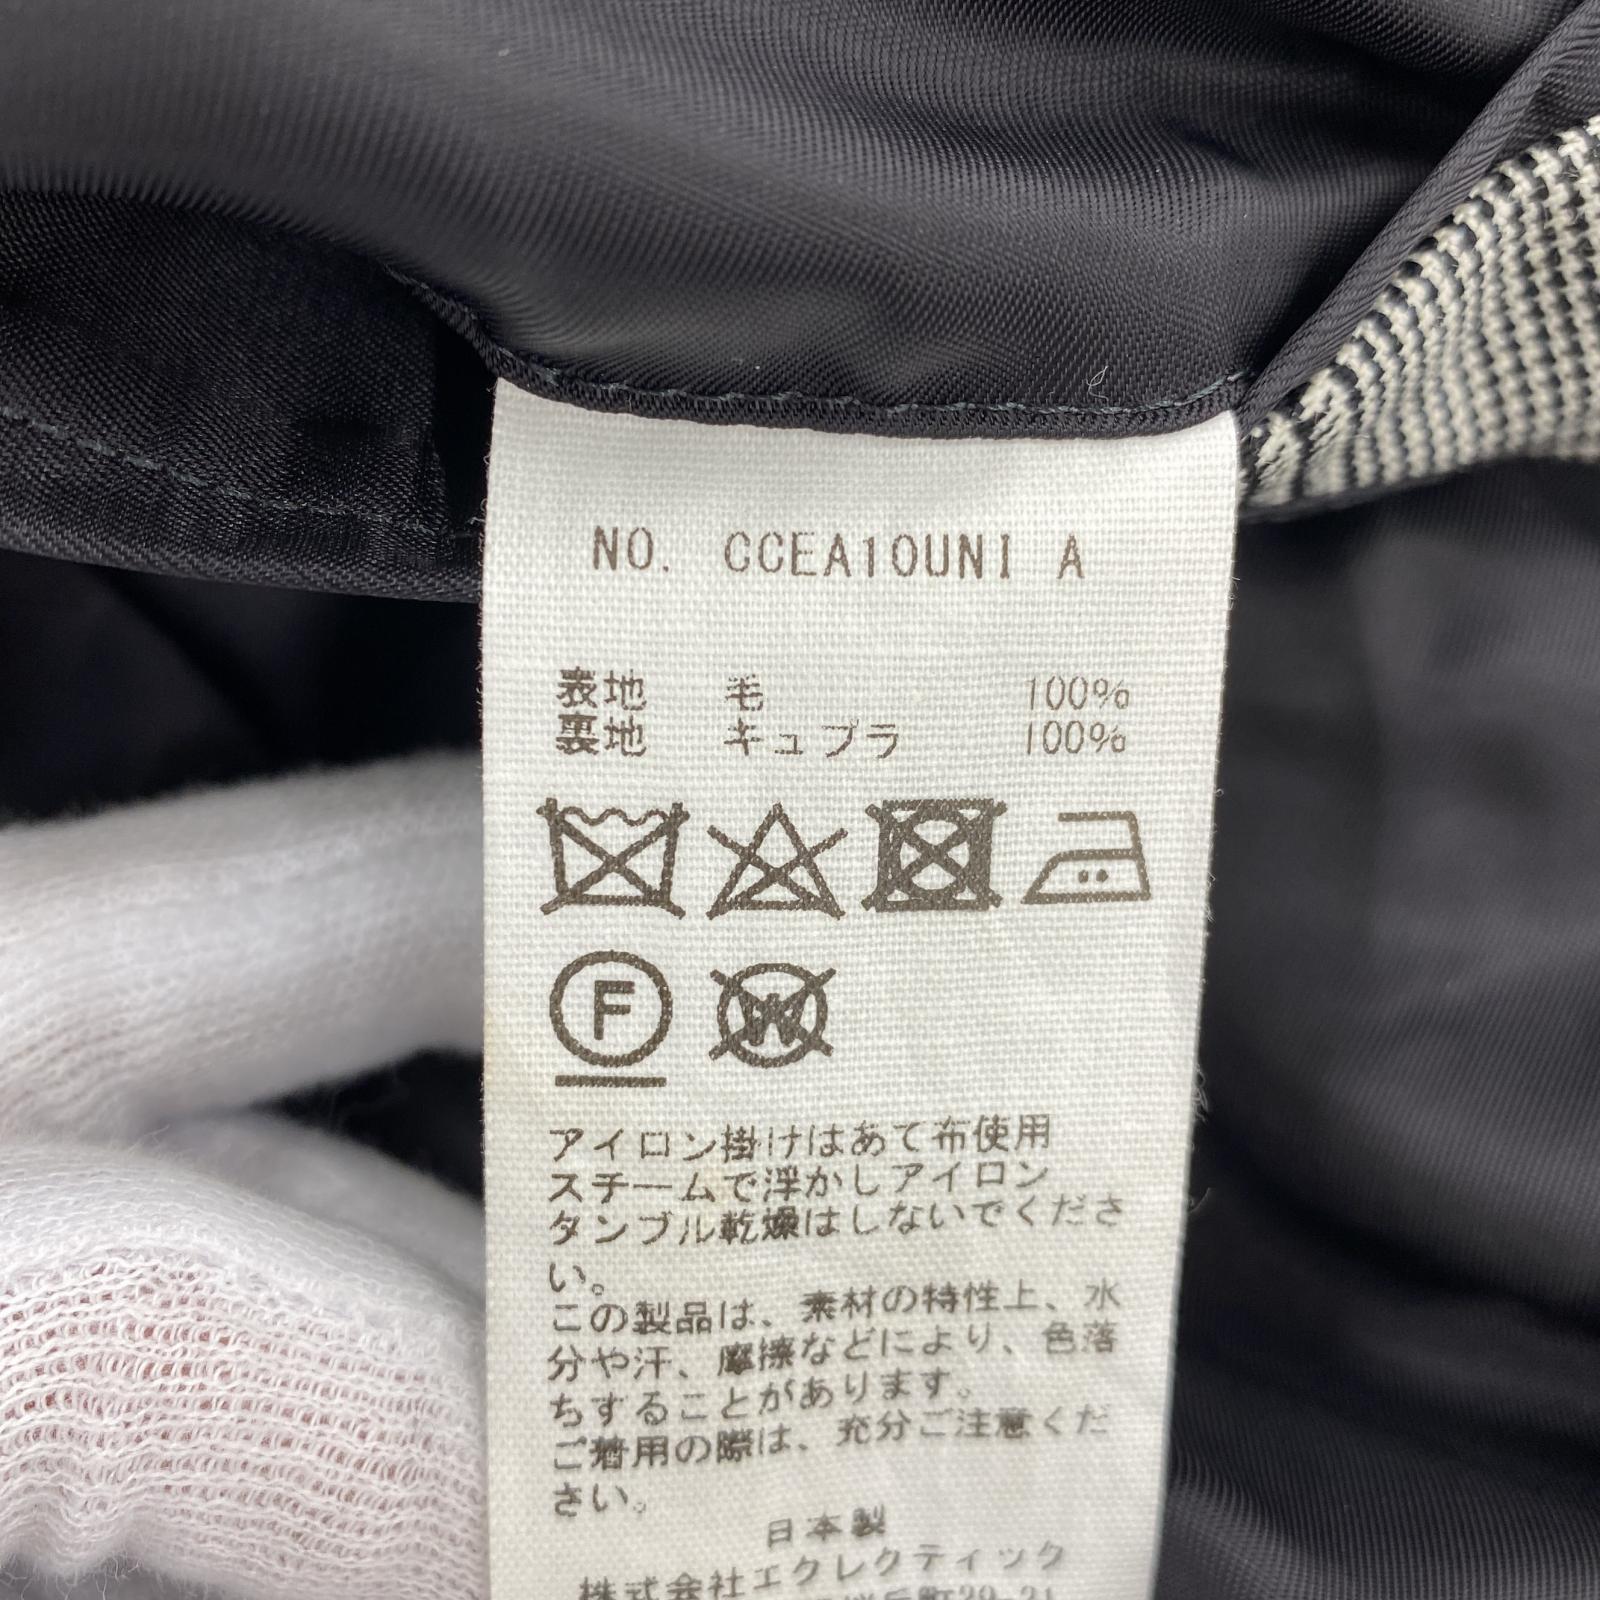 NO. CCEA10UNI A
表地 毛 100%
裏地 キュプラ 100%
F
W
アイロン掛けはあて布使用
スチームで浮かしアイロン
タンブル乾燥はしないでくださ
い。
この製品は、素材の特性上、水
分や汗、摩擦などにより、色落
ちすることがあります。
ご着用の際は、充分ご注意くだ
さい。
日本製
株式会社エクレクティック
町20-21